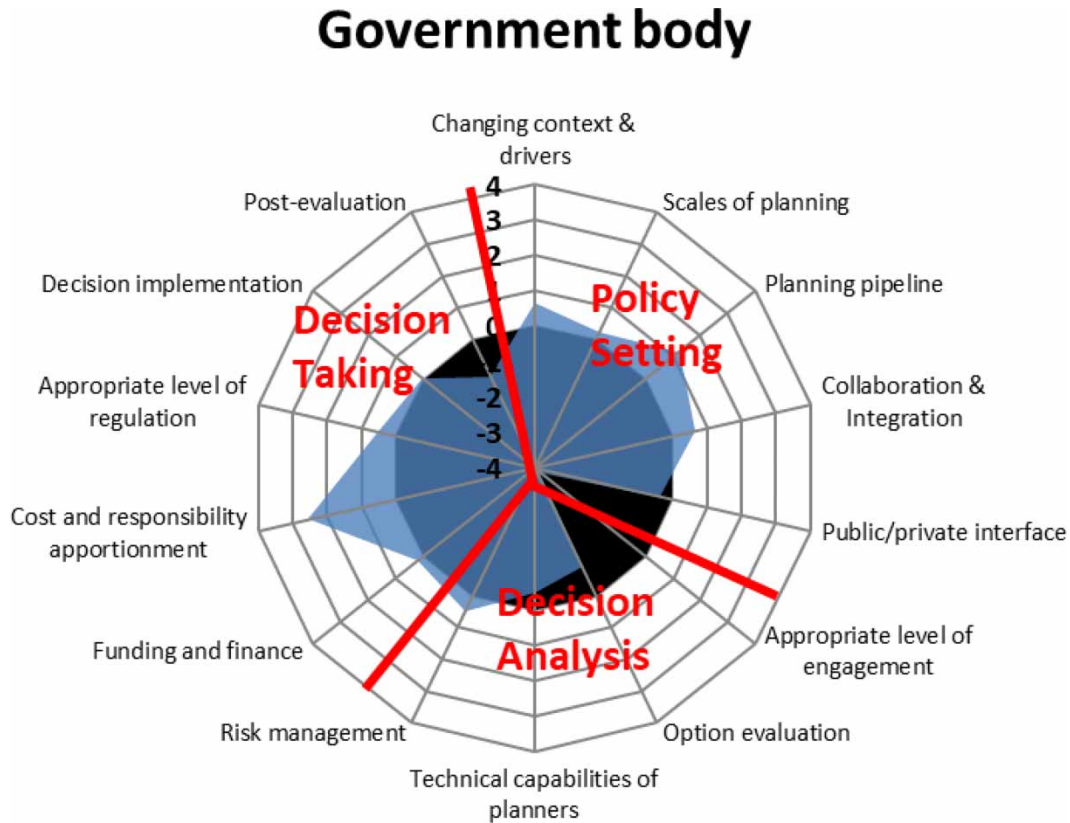 Government body
Changing context &
drivers
Post-evaluation
Scales of planning
Decision implementation
Planning pipeline
Appropriate level of
regulation
Collaboration &
Integration
Cost and responsibility
apportionment
Public/private interface
Funding and finance
Appropriate level of
engagement
Risk management
Option evaluation
Technical capabilities of
planners
4
3
2
1
0
-1
-2
-3
-4
Decision
Taking
Policy
Setting
Decision
Analysis